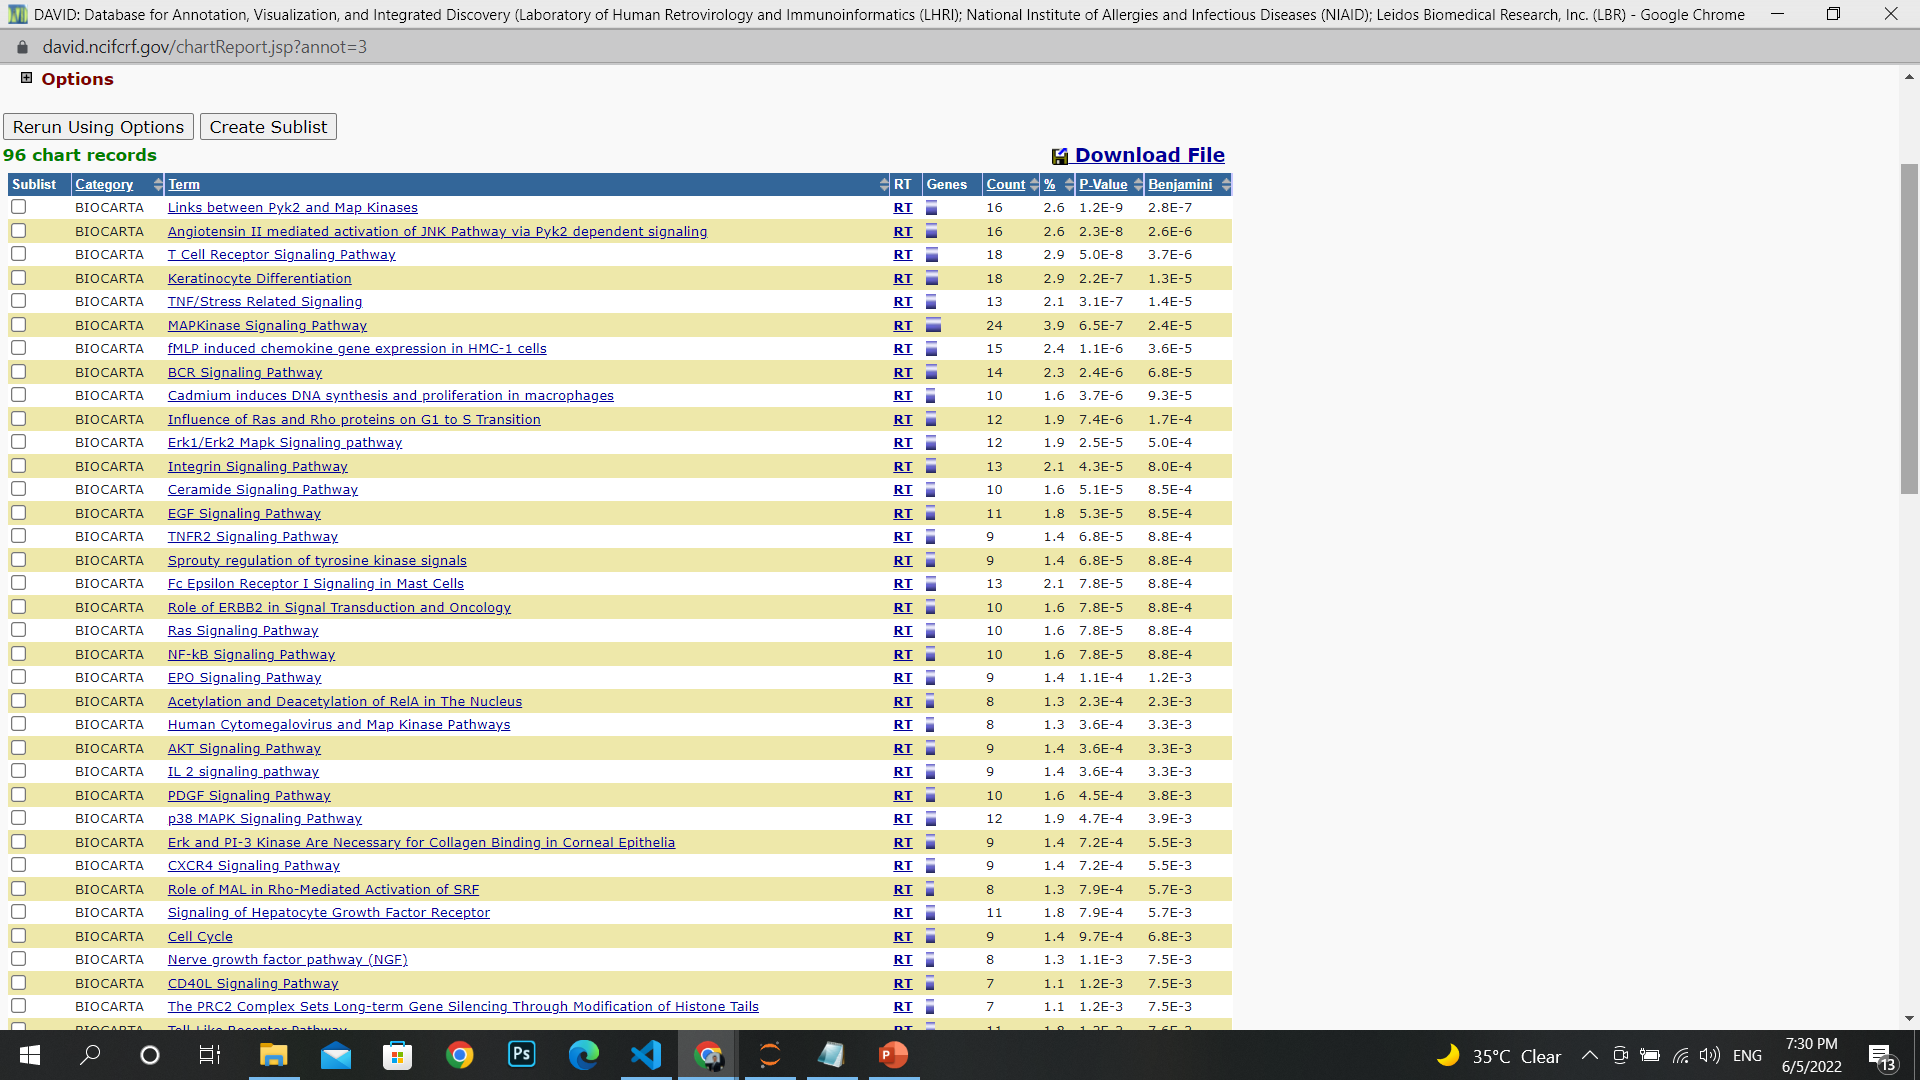 DAVID: Database for Annotation, Visualization, and Integrated Discovery (Laboratory of Human Retrovirology and Immunoinformatics (LHRI); National Institute of Allergies and Infectious Diseases (NIAID); Leidos Biomedical Research, Inc. (LBR) - Google Chrome
david.ncifcrf.gov/chartReport.jsp?annot=3
Options
Rerun Using Options Create Sublist
96 chart records Download File
Sublist Category Term RT Genes Count % P-Value Benjamini
BIOCARTA Links between Pyk2 and Map Kinases RT 16 2.6 1.2E-9 2.8E-7
BIOCARTA Angiotensin II mediated activation of JNK Pathway via Pyk2 dependent signaling RT 16 2.6 2.3E-8 2.6E-6
BIOCARTA T Cell Receptor Signaling Pathway RT 18 2.9 5.0E-8 3.7E-6
BIOCARTA Keratinocyte Differentiation RT 18 2.9 2.2E-7 1.3E-5
BIOCARTA TNF/Stress Related Signaling RT 13 2.1 3.1E-7 1.4E-5
BIOCARTA MAPKinase Signaling Pathway RT 24 3.9 6.5E-7 2.4E-5
BIOCARTA fMLP induced chemokine gene expression in HMC-1 cells RT 15 2.4 1.1E-6 3.6E-5
BIOCARTA BCR Signaling Pathway RT 14 2.3 2.4E-6 6.8E-5
BIOCARTA Cadmium induces DNA synthesis and proliferation in macrophages RT 10 1.6 3.7E-6 9.3E-5
BIOCARTA Influence of Ras and Rho proteins on G1 to S Transition RT 12 1.9 7.4E-6 1.7E-4
BIOCARTA Erk1/Erk2 Mapk Signaling pathway RT 12 1.9 2.5E-5 5.0E-4
BIOCARTA Integrin Signaling Pathway RT 13 2.1 4.3E-5 8.0E-4
BIOCARTA Ceramide Signaling Pathway RT 10 1.6 5.1E-5 8.5E-4
BIOCARTA EGF Signaling Pathway RT 11 1.8 5.3E-5 8.5E-4
BIOCARTA TNFR2 Signaling Pathway RT 9 1.4 6.8E-5 8.8E-4
BIOCARTA Sprouty regulation of tyrosine kinase signals RT 9 1.4 6.8E-5 8.8E-4
BIOCARTA Fc Epsilon Receptor I Signaling in Mast Cells RT 13 2.1 7.8E-5 8.8E-4
BIOCARTA Role of ERBB2 in Signal Transduction and Oncology RT 10 1.6 7.8E-5 8.8E-4
BIOCARTA Ras Signaling Pathway RT 10 1.6 7.8E-5 8.8E-4
BIOCARTA NF-kB Signaling Pathway RT 10 1.6 7.8E-5 8.8E-4
BIOCARTA EPO Signaling Pathway RT 9 1.4 1.1E-4 1.2E-3
BIOCARTA Acetylation and Deacetylation of RelA in The Nucleus RT 8 1.3 2.3E-4 2.3E-3
BIOCARTA Human Cytomegalovirus and Map Kinase Pathways RT 8 1.3 3.6E-4 3.3E-3
BIOCARTA AKT Signaling Pathway RT 9 1.4 3.6E-4 3.3E-3
BIOCARTA IL 2 signaling pathway RT 9 1.4 3.6E-4 3.3E-3
BIOCARTA PDGF Signaling Pathway RT 10 1.6 4.5E-4 3.8E-3
BIOCARTA p38 MAPK Signaling Pathway RT 12 1.9 4.7E-4 3.9E-3
BIOCARTA Erk and PI-3 Kinase Are Necessary for Collagen Binding in Corneal Epithelia RT 9 1.4 7.2E-4 5.5E-3
BIOCARTA CXCR4 Signaling Pathway RT 9 1.4 7.2E-4 5.5E-3
BIOCARTA Role of MAL in Rho-Mediated Activation of SRF RT 8 1.3 7.9E-4 5.7E-3
BIOCARTA Signaling of Hepatocyte Growth Factor Receptor RT 11 1.8 7.9E-4 5.7E-3
BIOCARTA Cell Cycle RT 9 1.4 9.7E-4 6.8E-3
BIOCARTA Nerve growth factor pathway (NGF) RT 8 1.3 1.1E-3 7.5E-3
BIOCARTA CD40L Signaling Pathway RT 7 1.1 1.2E-3 7.5E-3
BIOCARTA The PRC2 Complex Sets Long-term Gene Silencing Through Modification of Histone Tails RT 7 1.1 1.2E-3 7.5E-3
BIOCARTA Toll-Like Receptor Pathway RT 11 1.8
Ps P 35°C Clear ENG 7:30 PM
6/5/2022 13